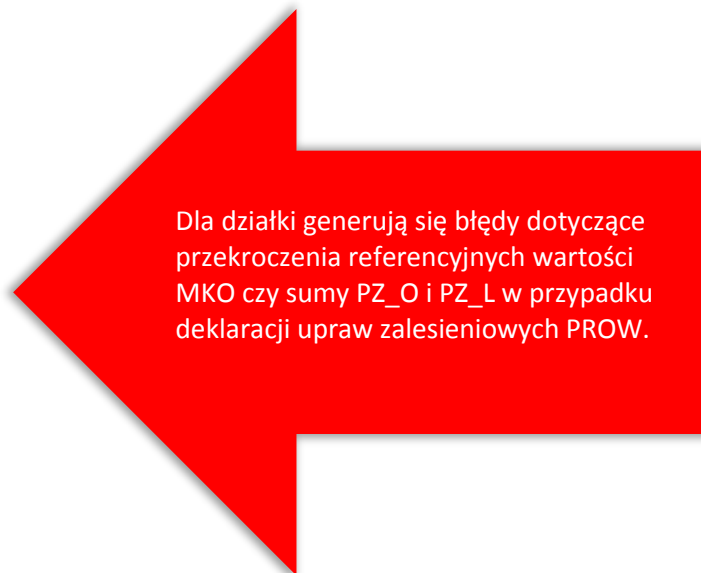 Dla działki generują się błędy dotyczące
przekroczenia referencyjnych wartości
MKO czy sumy PZ_O i PZ_L w przypadku
deklaracji upraw zalesieniowych PROW.